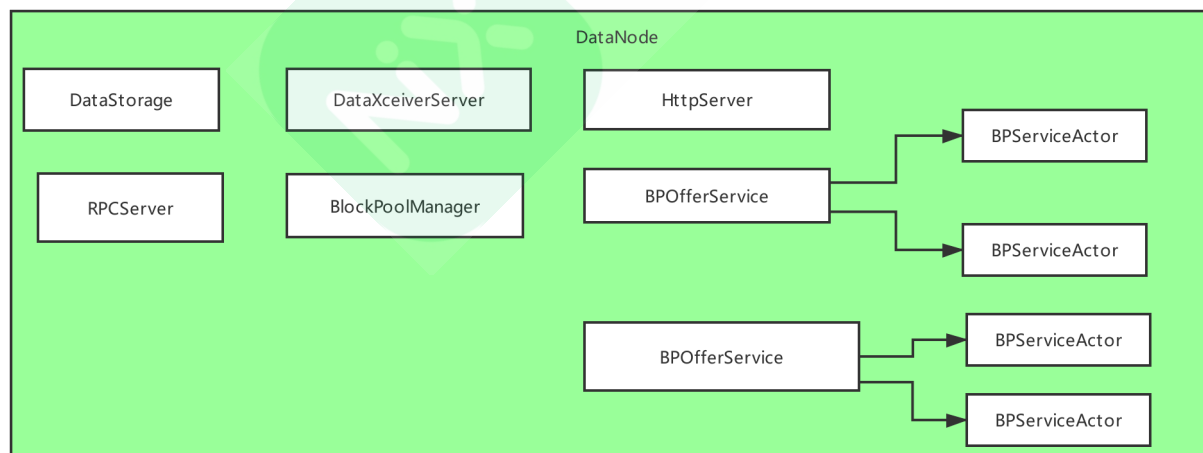 DataNode
DataStorage
DataXceiverServer
HttpServer
BPServiceActor
RPCServer
BlockPoolManager
BPOfferService
BPServiceActor
BPOfferService
BPServiceActor
BPServiceActor